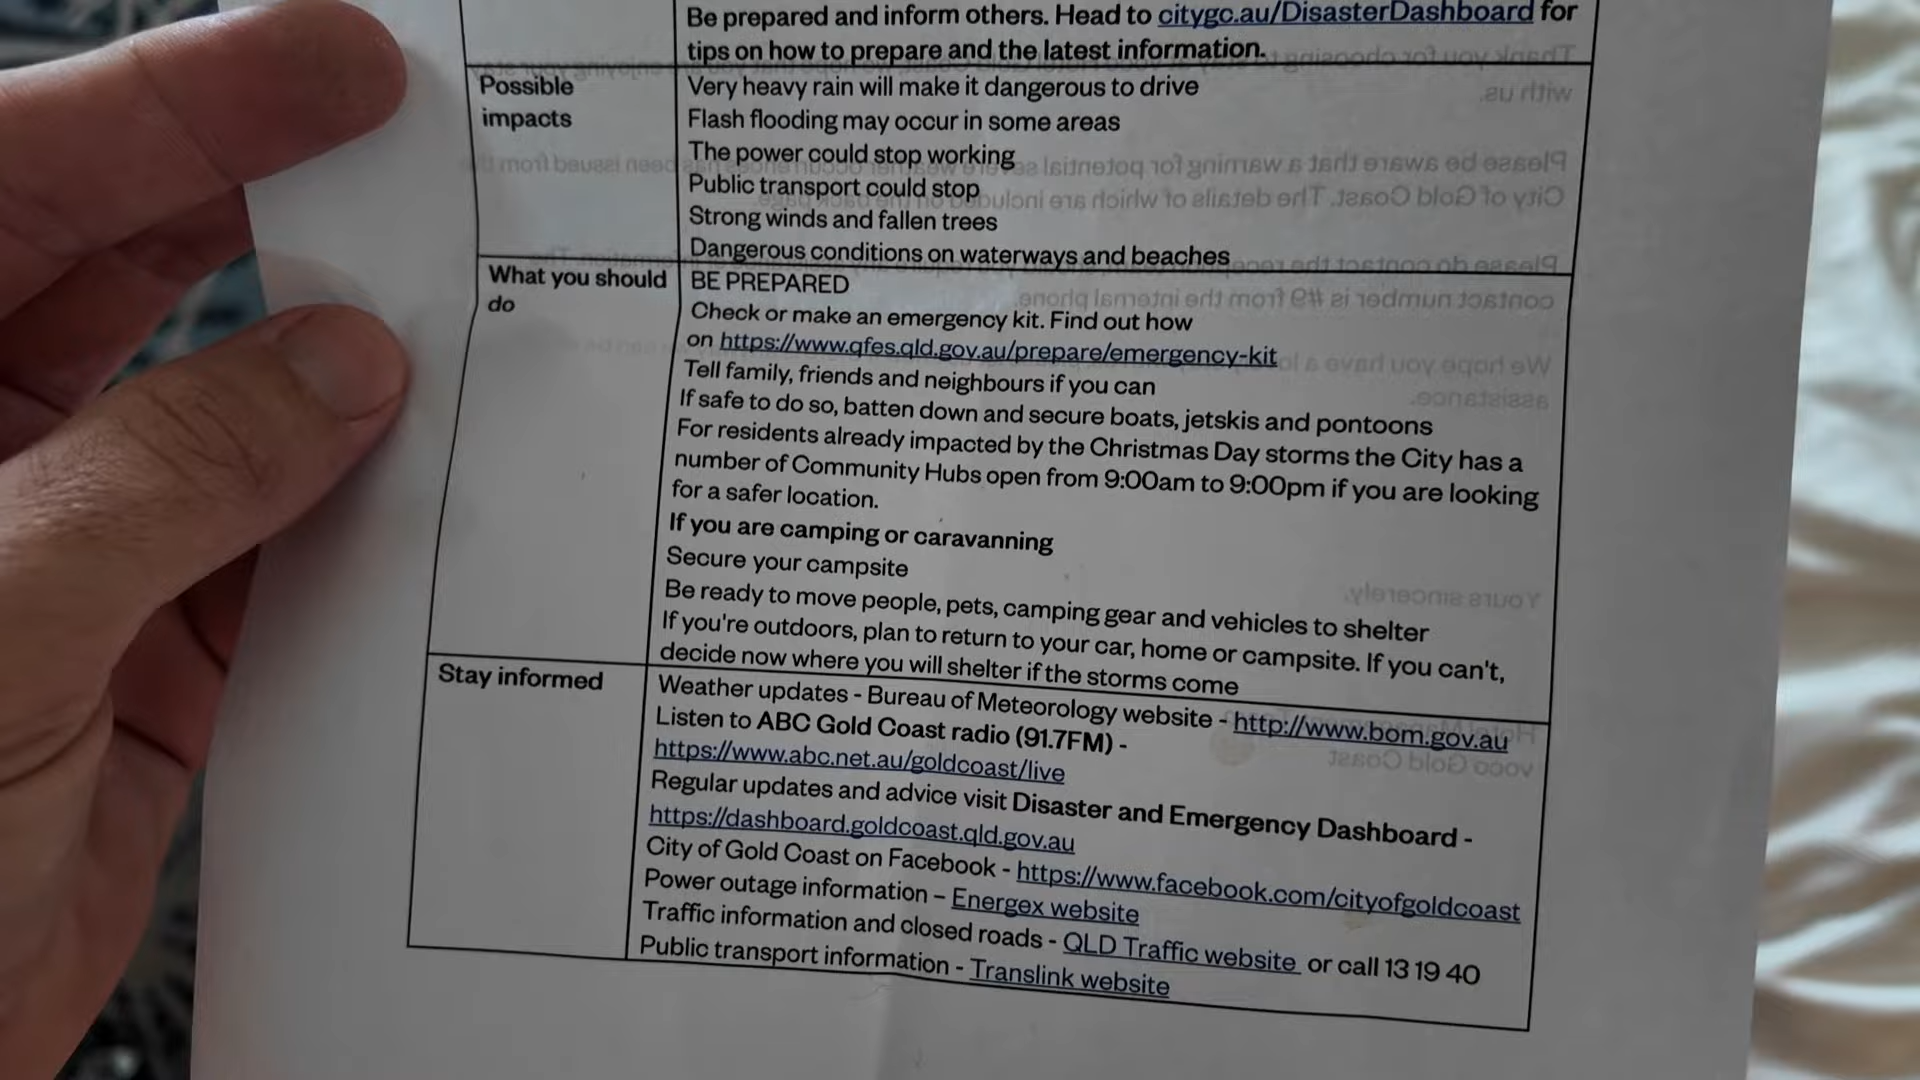 Be prepared and inform others. Head to citygc.au/DisasterDashboard for
tips on how to prepare and the latest information.
Possible
impacts
Very heavy rain will make it dangerous to drive
Flash flooding may occur in some areas
The power could stop working
Public transport could stop
Strong winds and fallen trees
Dangerous conditions on waterways and beaches
What you should
do
BE PREPARED
Check or make an emergency kit. Find out how
on https://www.qfes.qld.gov.au/prepare/emergency-kit
Tell family, friends and neighbours if you can
If safe to do so, batten down and secure boats, jetskis and pontoons
For residents already impacted by the Christmas Day storms the City has a
number of Community Hubs open from 9:00am to 9:00pm if you are looking
for a safer location.
If you are camping or caravanning
Secure your campsite
Be ready to move people, pets, camping gear and vehicles to shelter
If you're outdoors, plan to return to your car, home or campsite. If you can't,
decide now where you will shelter if the storms come
Stay informed
Weather updates - Bureau of Meteorology website - http://www.bom.gov.au
Listen to ABC Gold Coast radio (91.7FM) -
https://www.abc.net.au/goldcoast/live
Regular updates and advice visit Disaster and Emergency Dashboard -
https://dashboard.goldcoast.qld.gov.au
City of Gold Coast on Facebook - https://www.facebook.com/cityofgoldcoast
Power outage information – Energex website
Traffic information and closed roads - QLD Traffic website or call 13 19 40
Public transport information - Translink website